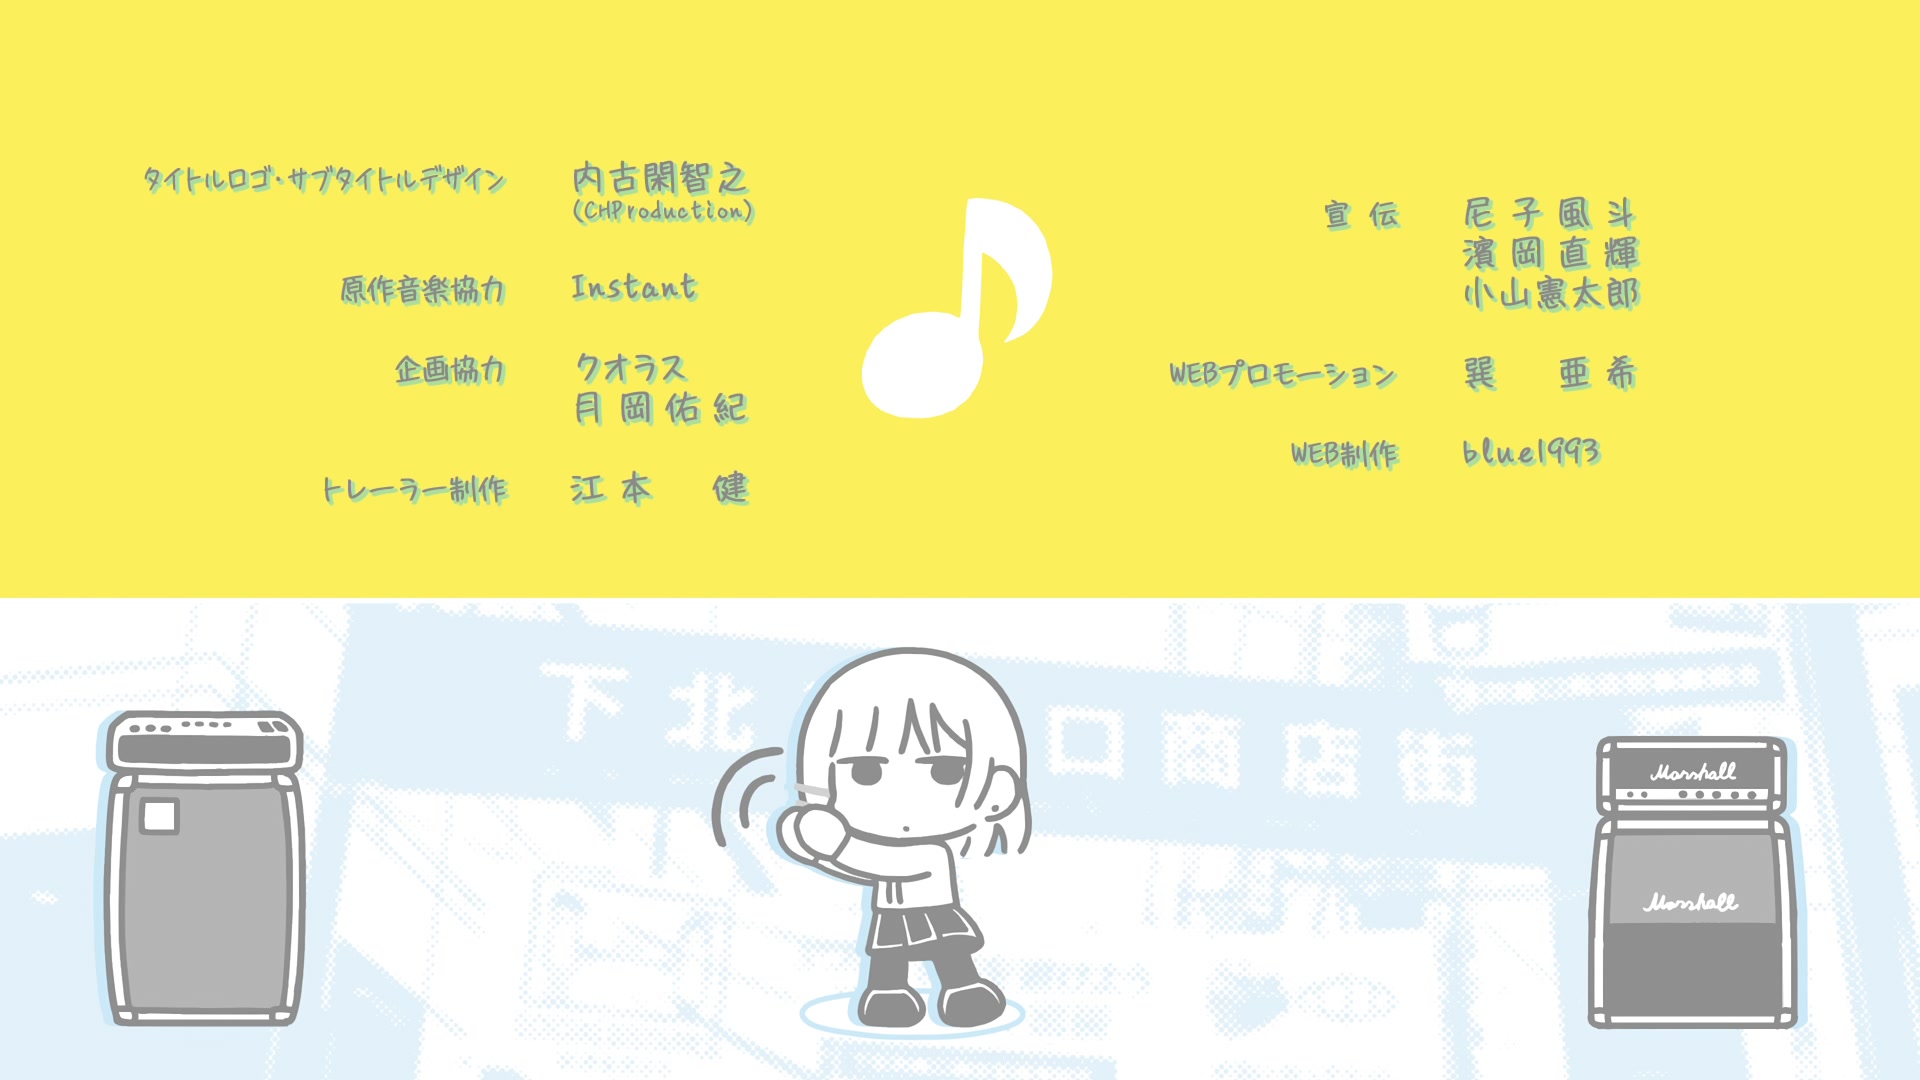 タイトルロゴ・サブタイトルデザイン 内古閑智之
(CHProduction)
原作音楽協力 Instant
企画協力 クオラス
月岡佑紀
トレーラー制作 江本 健
宣伝 尼子風斗
濱岡直輝
小山憲太郎
WEBプロモーション 巽 亜希
WEB制作 blue1993
下北 口商店街
Marshall
Marshall